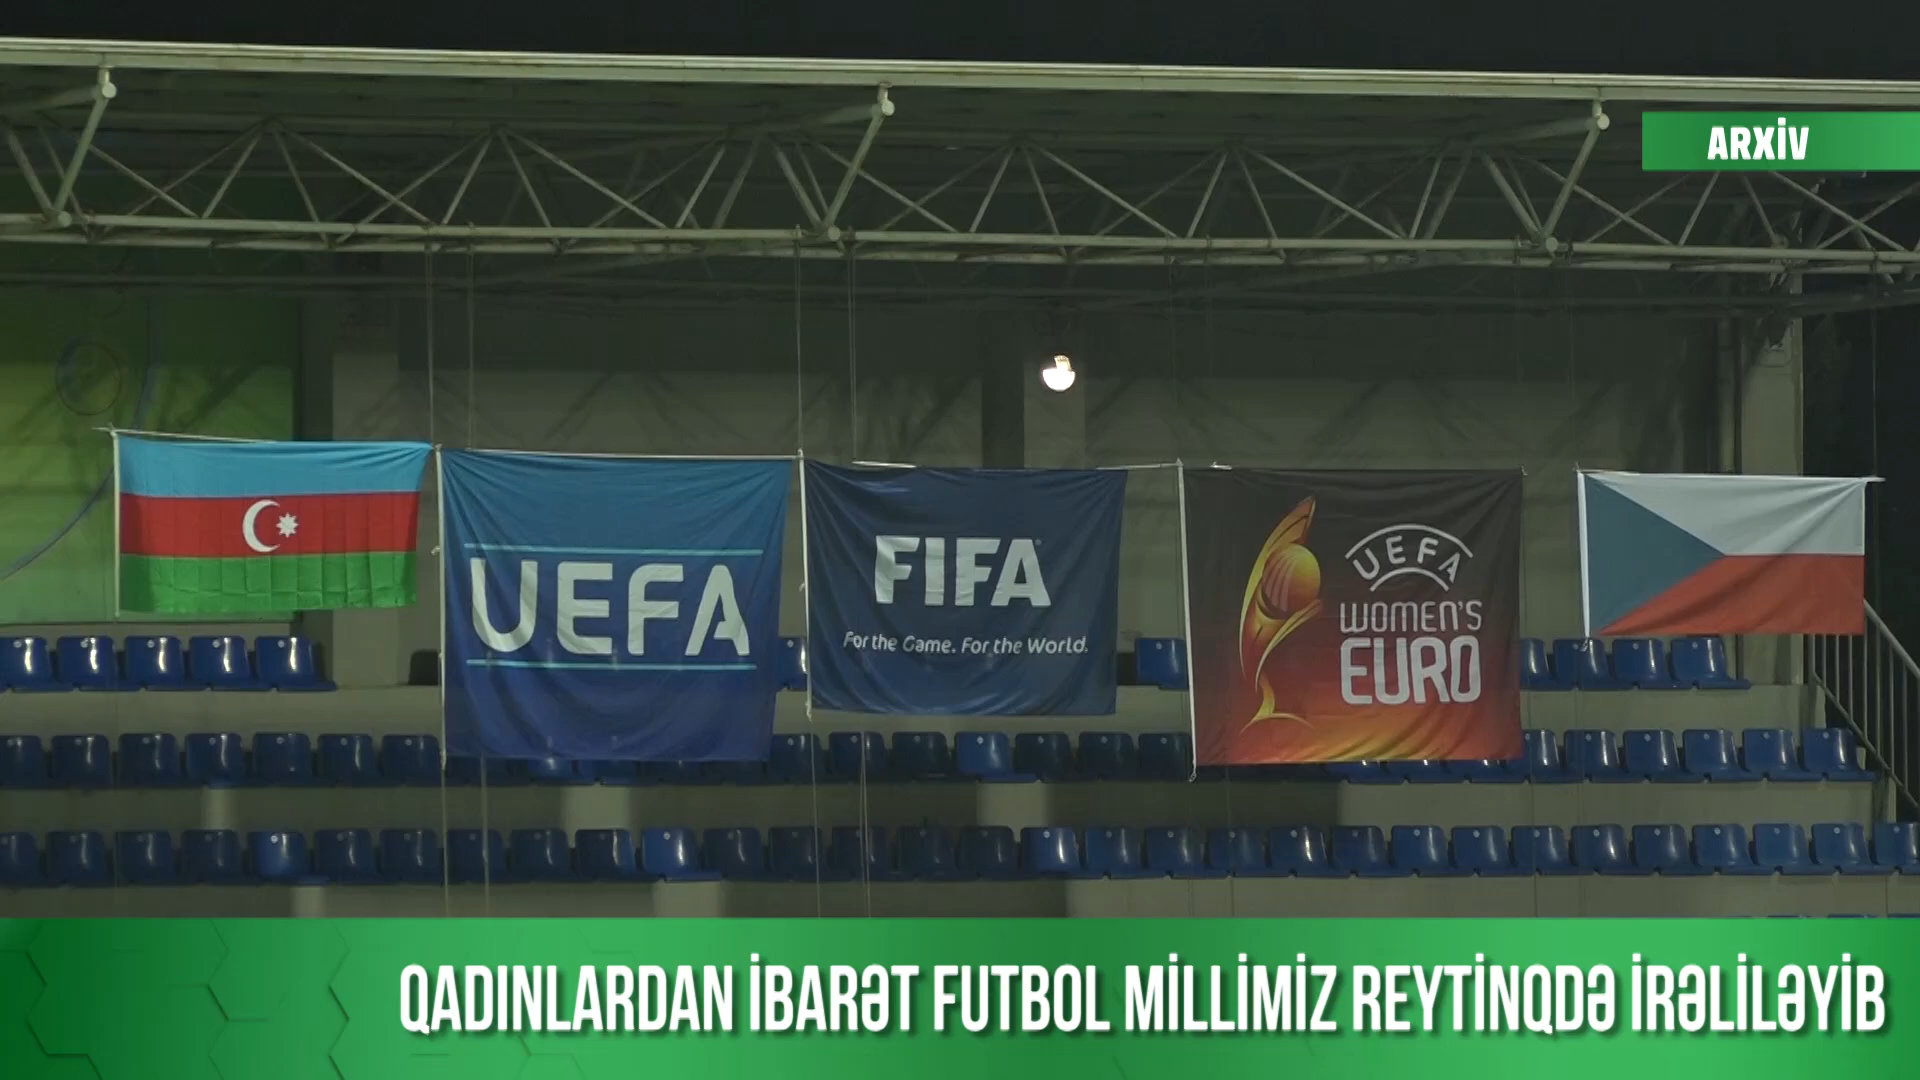 ARXİV
UEFA
FIFA
For the Game. For the World.
UEFA
WOMEN'S
EURO
QADINLARDAN İBARƏT FUTBOL MİLLİMİZ REYTİNQDƏ İRƏLİLƏYİB